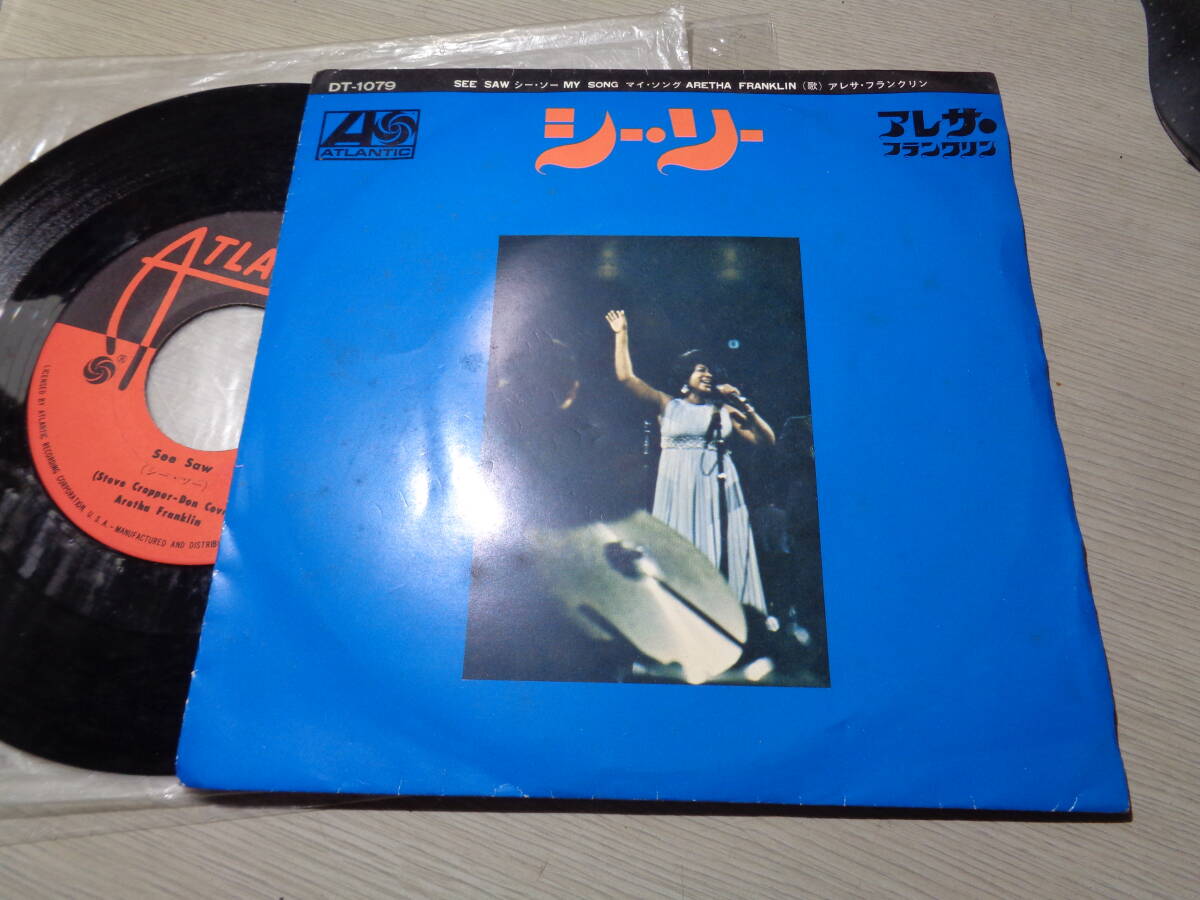 DT-1079
SEE SAW シー・ソー MY SONG マイ・ソング ARETHA FRANKLIN (歌) アレサ・フランクリン
ATLANTIC
シー・ソー
アレサ・
フランクリン
ATLA
®
See Saw
(シー・ソー)
(Steve Cropper-Don Cov
Aretha Franklin
LICENSED BY ATLANTIC RECORDING CORPORATION, U.S.A.-MANUFACTURED AND DISTRIB